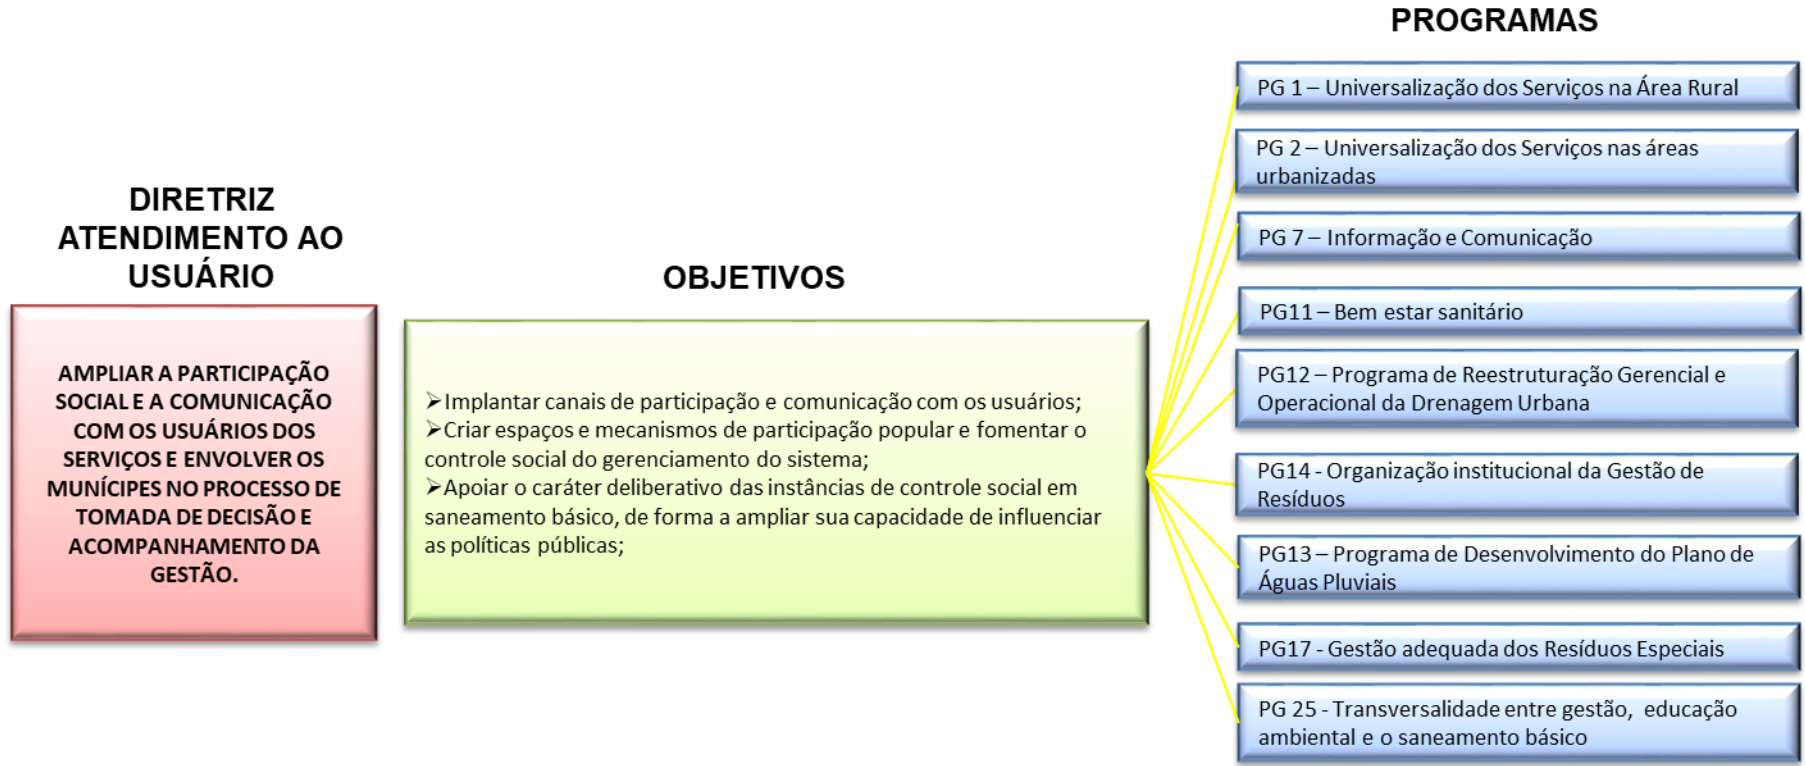 DIRETRIZ
ATENDIMENTO AO
USUÁRIO
AMPLIAR A PARTICIPAÇÃO
SOCIAL E A COMUNICAÇÃO
COM OS USUÁRIOS DOS
SERVIÇOS E ENVOLVER OS
MUNÍCIPES NO PROCESSO DE
TOMADA DE DECISÃO E
ACOMPANHAMENTO DA
GESTÃO.
OBJETIVOS
➢Implantar canais de participação e comunicação com os usuários;
➢Criar espaços e mecanismos de participação popular e fomentar o
controle social do gerenciamento do sistema;
➢Apoiar o caráter deliberativo das instâncias de controle social em
saneamento básico, de forma a ampliar sua capacidade de influenciar
as políticas públicas;
PROGRAMAS
PG 1 – Universalização dos Serviços na Área Rural
PG 2 – Universalização dos Serviços nas áreas
urbanizadas
PG 7 – Informação e Comunicação
PG11 – Bem estar sanitário
PG12 – Programa de Reestruturação Gerencial e
Operacional da Drenagem Urbana
PG14 - Organização institucional da Gestão de
Resíduos
PG13 – Programa de Desenvolvimento do Plano de
Águas Pluviais
PG17 - Gestão adequada dos Resíduos Especiais
PG 25 - Transversalidade entre gestão, educação
ambiental e o saneamento básico